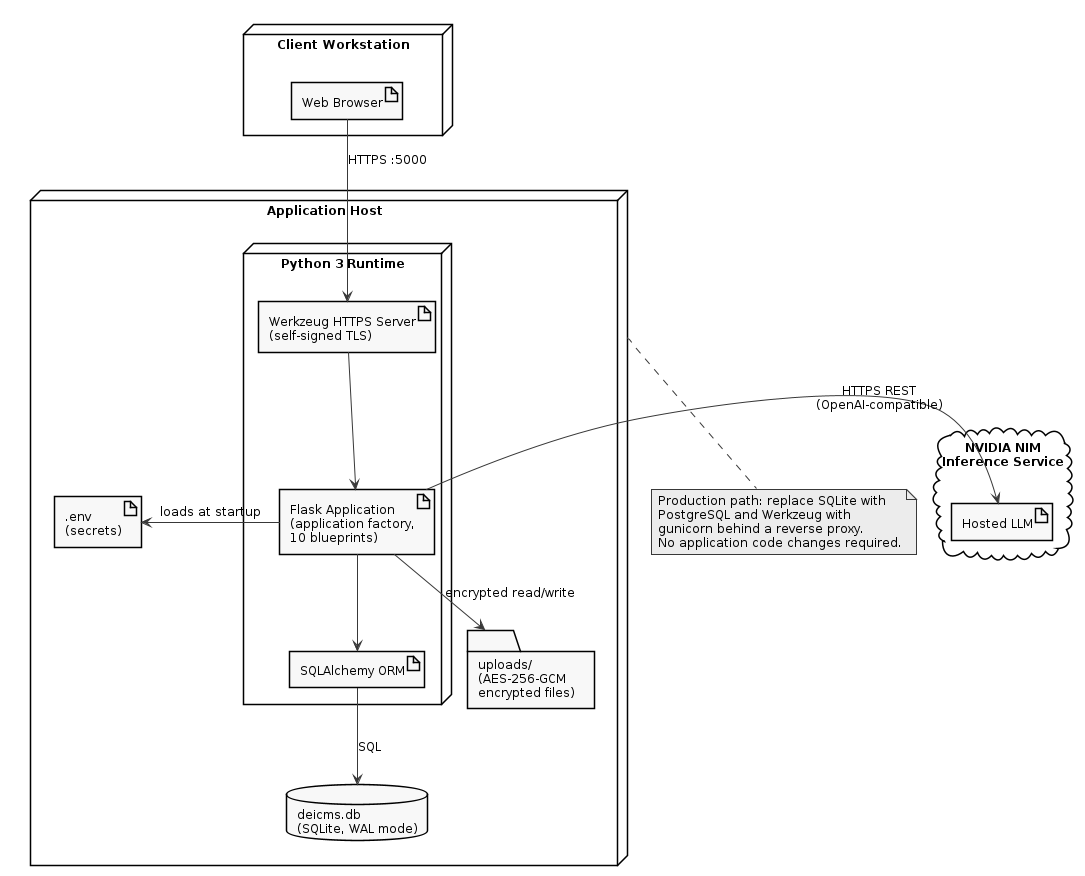 Client Workstation
Web Browser
HTTPS :5000
Application Host
Python 3 Runtime
Werkzeug HTTPS Server
(self-signed TLS)
HTTPS REST
(OpenAI-compatible)
NVIDIA NIM
Inference Service
Hosted LLM
Production path: replace SQLite with
PostgreSQL and Werkzeug with
gunicorn behind a reverse proxy.
No application code changes required.
.env
(secrets)
loads at startup
Flask Application
(application factory,
10 blueprints)
encrypted read/write
SQLAlchemy ORM
uploads/
(AES-256-GCM
encrypted files)
SQL
deicms.db
(SQLite, WAL mode)